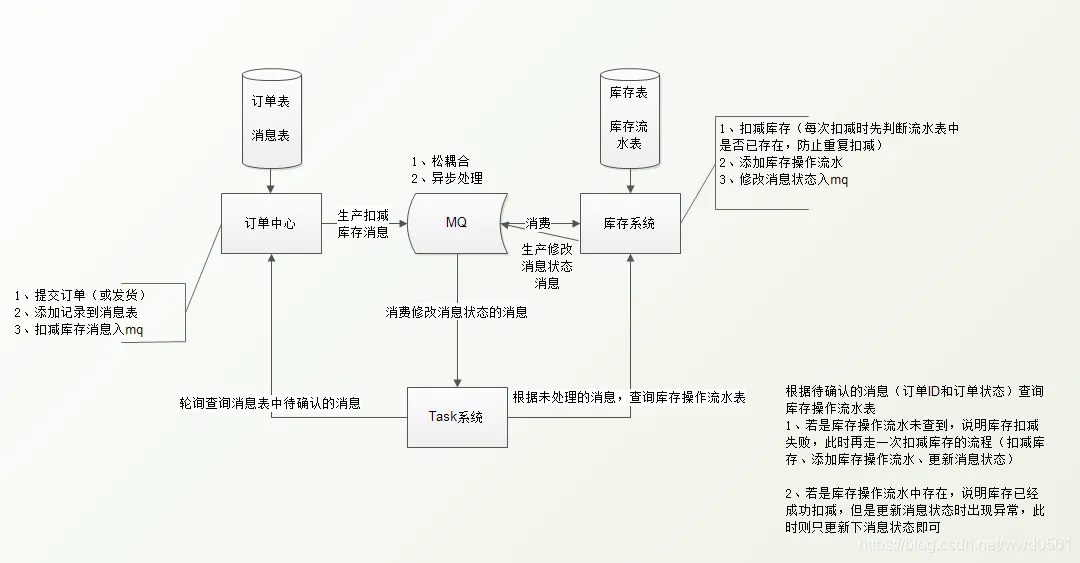 订单表
消息表
库存表
库存流
水表
1、扣减库存（每次扣减时先判断流水表中
是否已存在，防止重复扣减）
2、添加库存操作流水
3、修改消息状态入mq
1、松耦合
2、异步处理
订单中心
生产扣减
库存消息
MQ
消费
生产修改
消息状态
消息
库存系统
1、提交订单（或发货）
2、添加记录到消息表
3、扣减库存消息入mq
消费修改消息状态的消息
轮询查询消息表中待确认的消息
Task系统
根据未处理的消息，查询库存操作流水表
根据待确认的消息（订单ID和订单状态）查询
库存操作流水表
1、若是库存操作流水未查到，说明库存扣减
失败，此时再走一次扣减库存的流程（扣减库
存、添加库存操作流水、更新消息状态）
2、若是库存操作流水中存在，说明库存已经
成功扣减，但是更新消息状态时出现异常，此
时则只更新下消息状态即可
https://blog.csdn.net/wwd0501